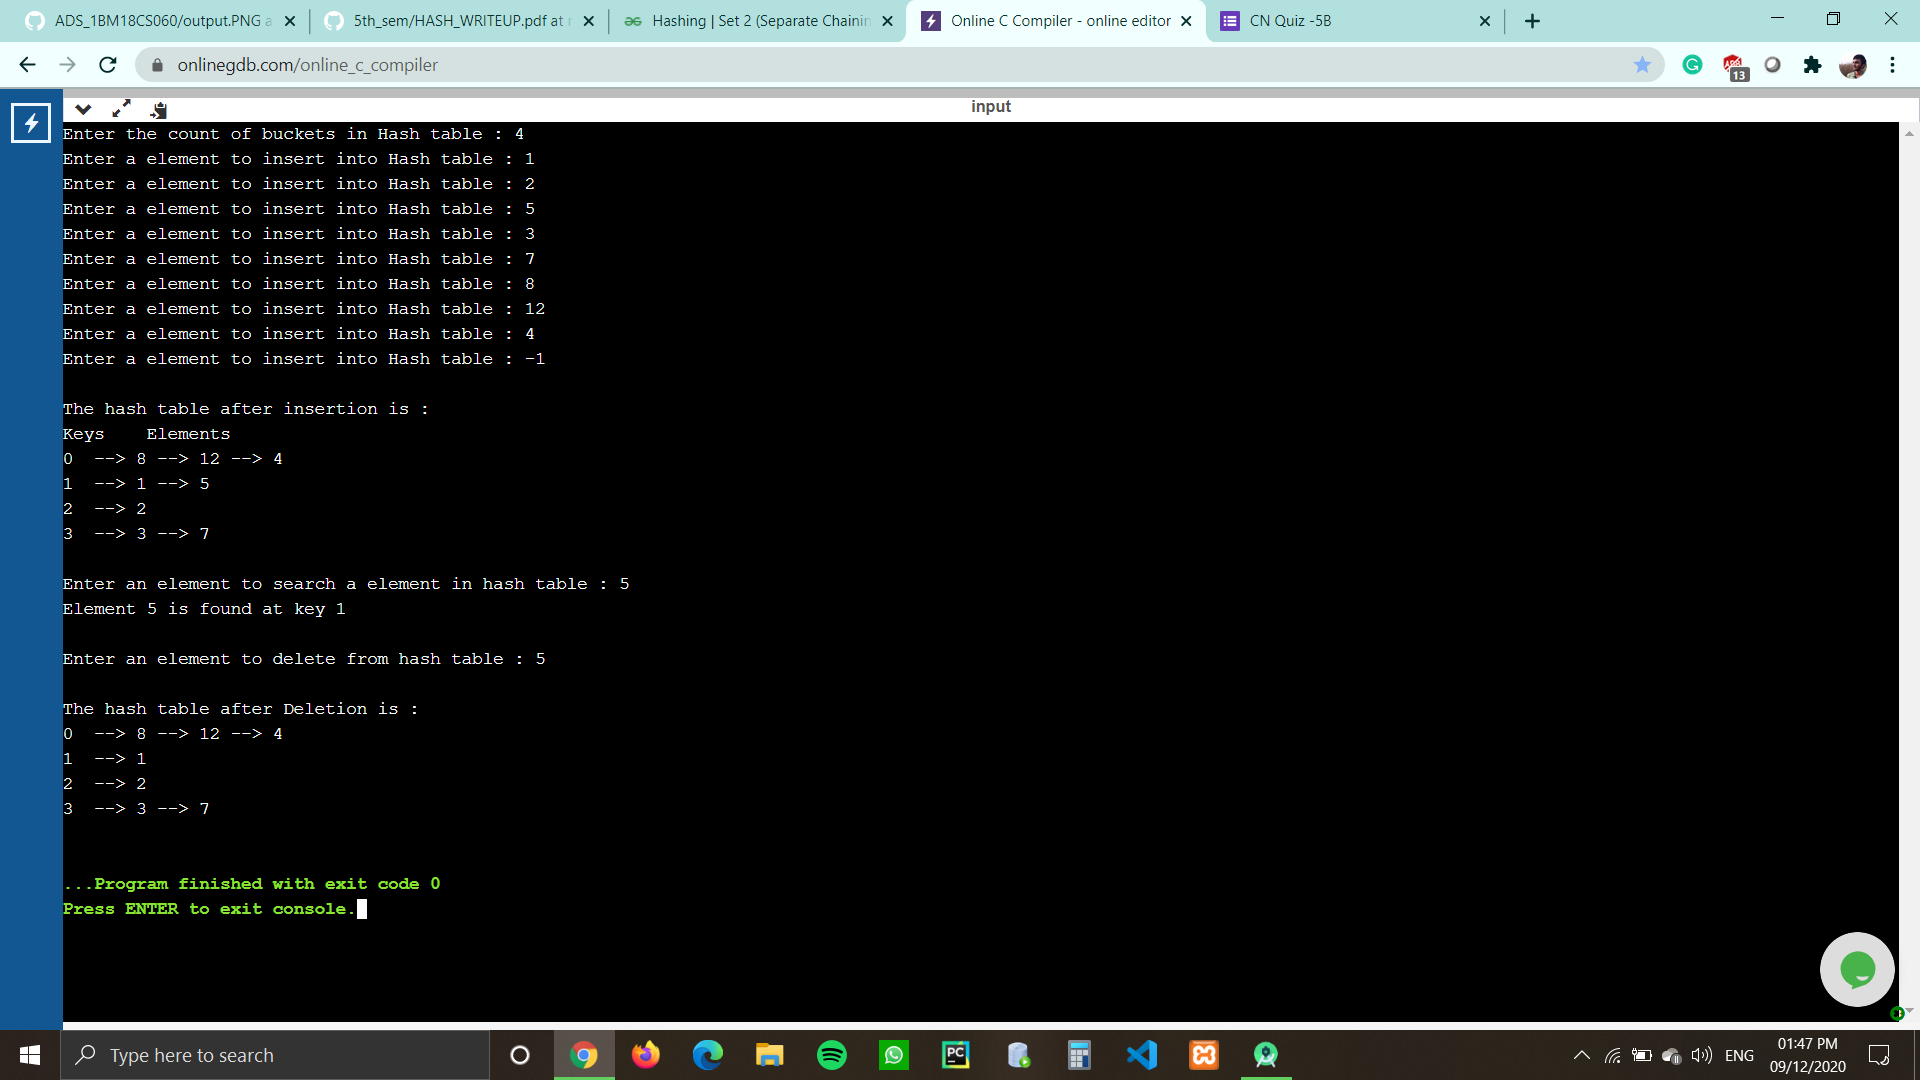 ADS_1BM18CS060/output.PNG a
5th_sem/HASH_WRITEUP.pdf at
Hashing | Set 2 (Separate Chainin
Online C Compiler - online editor
CN Quiz -5B
onlinegdb.com/online_c_compiler
13
input
Enter the count of buckets in Hash table : 4
Enter a element to insert into Hash table : 1
Enter a element to insert into Hash table : 2
Enter a element to insert into Hash table : 5
Enter a element to insert into Hash table : 3
Enter a element to insert into Hash table : 7
Enter a element to insert into Hash table : 8
Enter a element to insert into Hash table : 12
Enter a element to insert into Hash table : 4
Enter a element to insert into Hash table : -1
The hash table after insertion is :
Keys    Elements
0  --> 8 --> 12 --> 4
1  --> 1 --> 5
2  --> 2
3  --> 3 --> 7
Enter an element to search a element in hash table : 5
Element 5 is found at key 1
Enter an element to delete from hash table : 5
The hash table after Deletion is :
0  --> 8 --> 12 --> 4
1  --> 1
2  --> 2
3  --> 3 --> 7
...Program finished with exit code 0
Press ENTER to exit console.
Type here to search
PC
ENG
01:47 PM
09/12/2020